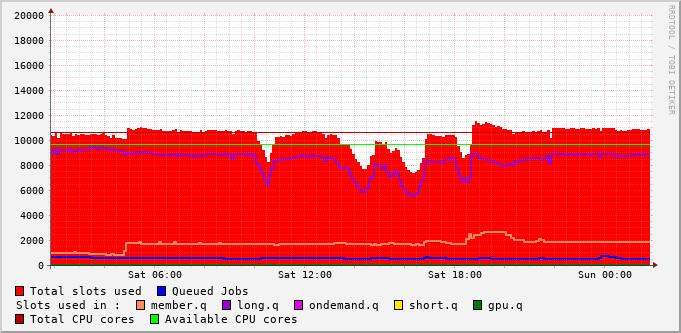 20000
18000
16000
14000
12000
10000
8000
6000
4000
2000
0
Sat 06:00 Sat 12:00 Sat 18:00 Sun 00:00
RRDTOOL / TOBI OETIKER
Total slots used Queued Jobs
Slots used in : member.q long.q ondemand.q short.q gpu.q
Total CPU cores Available CPU cores